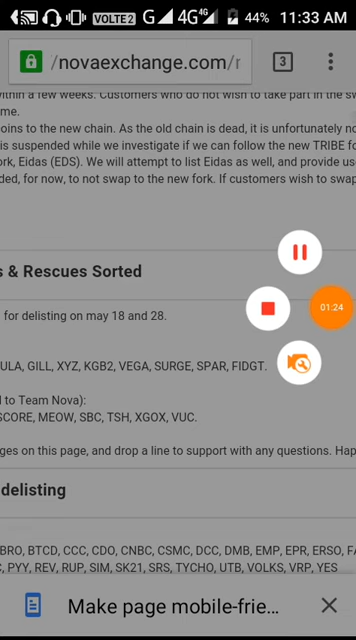 VOLTE 2 G 4G 4G 44% 11:33 AM
/novaexchange.com/r 3
within a few weeks. Customers who do not wish to take part in the sw
me.
oins to the new chain. As the old chain is dead, it is unfortunately no
is suspended while we investigate if we can follow the new TRIBE fo
ork, Eidas (EDS). We will attempt to list Eidas as well, and provide us
ded, for now, to not swap to the new fork. If customers wish to swap
s & Rescues Sorted
01:24
for delisting on may 18 and 28.
ULA, GILL, XYZ, KGB2, VEGA, SURGE, SPAR, FIDGT.
d to Team Nova):
SCORE, MEOW, SBC, TSH, XGOX, VUC.
ges on this page, and drop a line to support with any questions. Hap
delisting
BRO, BTCD, CCC, CDO, CNBC, CSMC, DCC, DMB, EMP, EPR, ERSO, FA
C, PYY, REV, RUP, SIM, SK21, SRS, TYCHO, UTB, VOLKS, VRP, YES
Make page mobile-frie...